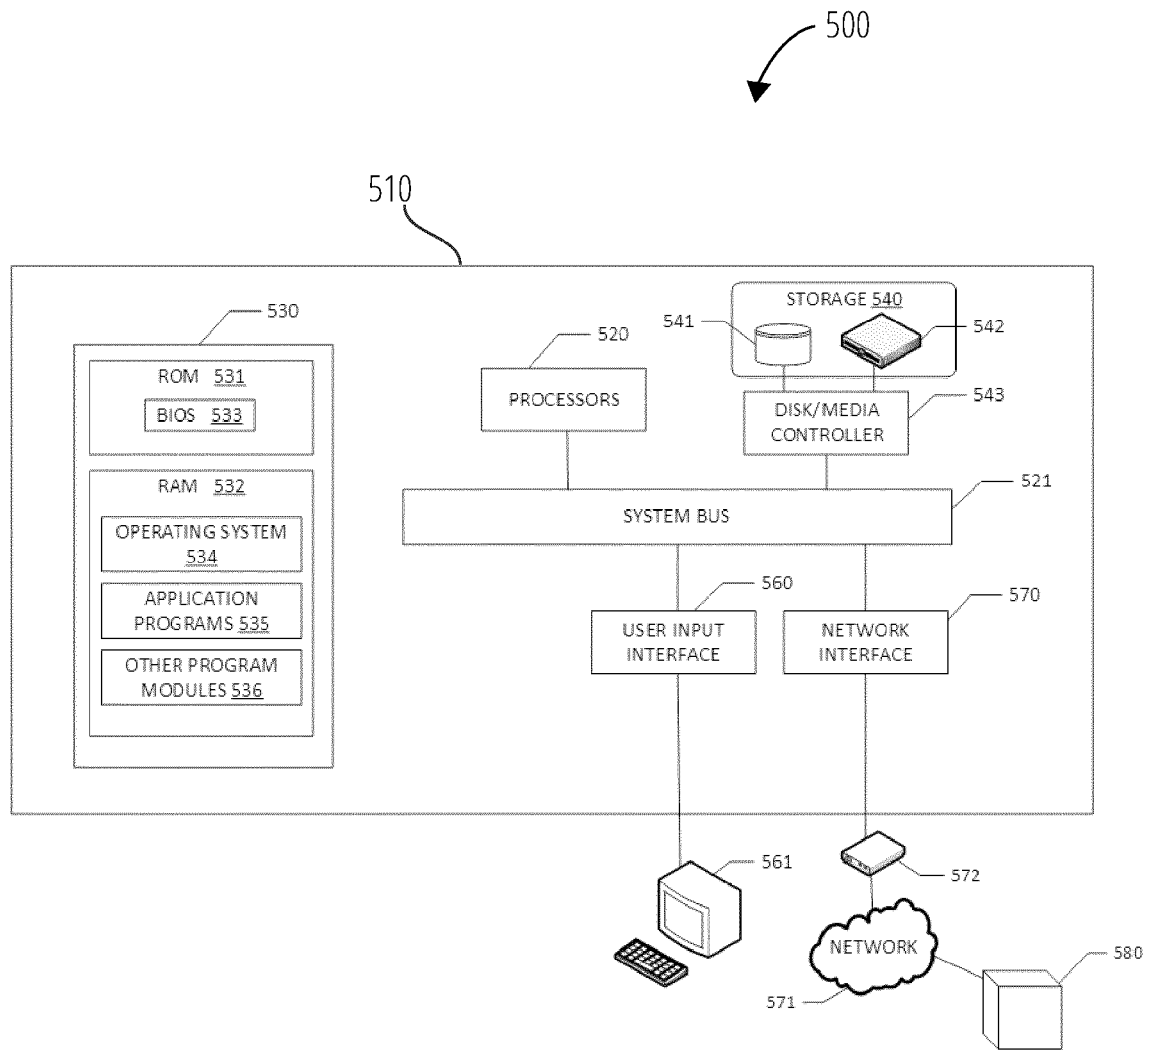 500
510
530
ROM 531
BIOS 533
RAM 532
OPERATING SYSTEM
534
APPLICATION
PROGRAMS 535
OTHER PROGRAM
MODULES 536
520
PROCESSORS
STORAGE 540
541
542
DISK/MEDIA
CONTROLLER
543
521
SYSTEM BUS
560
USER INPUT
INTERFACE
570
NETWORK
INTERFACE
561
572
NETWORK
571
580